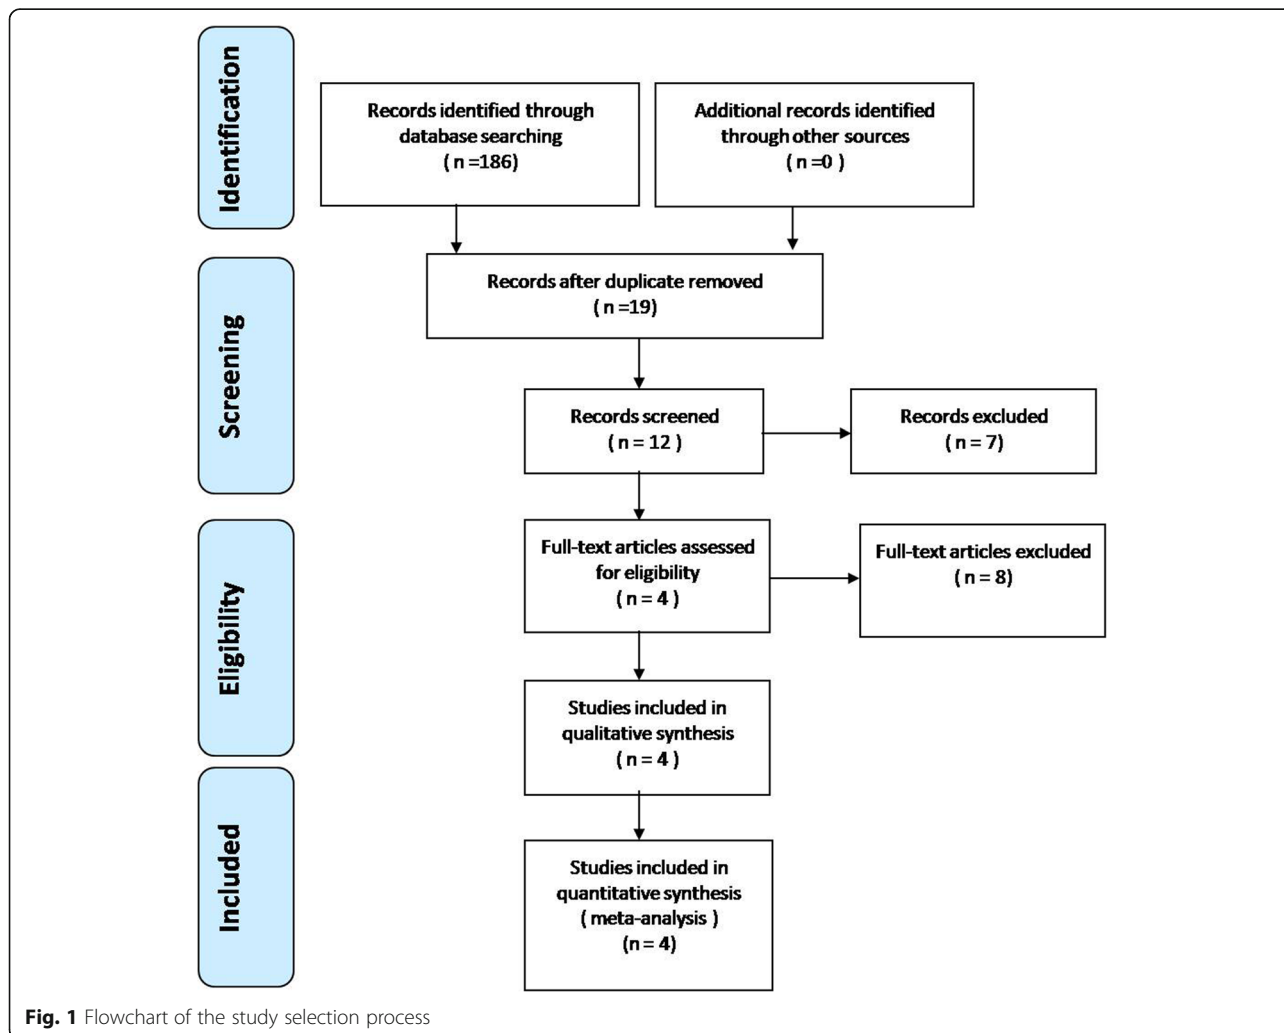 Identification
Records identified through
database searching
( n =186)
Additional records identified
through other sources
( n =0 )
Screening
Records after duplicate removed
( n =19)
Records screened
( n = 12 )
Records excluded
( n = 7)
Eligibility
Full-text articles assessed
for eligibility
( n = 4 )
Full-text articles excluded
( n = 8)
Studies included in
qualitative synthesis
( n = 4 )
Included
Studies included in
quantitative synthesis
( meta-analysis )
(n = 4)
Fig. 1 Flowchart of the study selection process